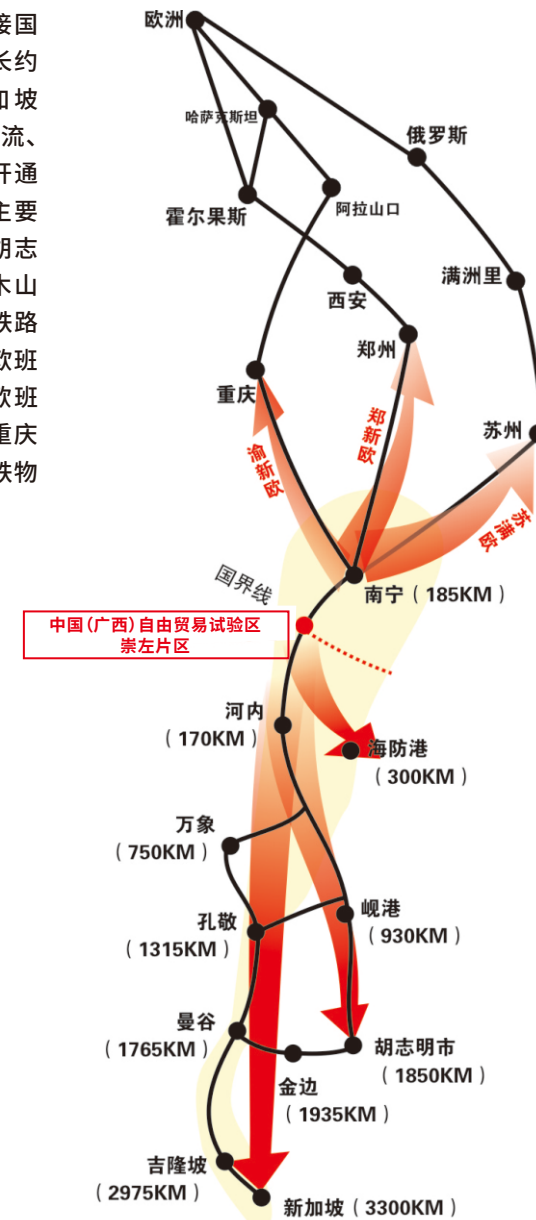 接国
长约
加坡
流、
开通
主要
胡志
木山
铁路
欧班
欧班
重庆
铁物
欧洲
哈萨克斯坦
俄罗斯
霍尔果斯
阿拉山口
西安
满洲里
郑州
重庆
苏州
渝新欧
郑新欧
苏满欧
国界线
南宁（185KM）
中国(广西)自由贸易试验区
崇左片区
河内
（170KM）
海防港
（300KM）
万象
（750KM）
孔敬
（1315KM）
岘港
（930KM）
曼谷
（1765KM）
胡志明市
（1850KM）
金边
（1935KM）
吉隆坡
（2975KM）
新加坡（3300KM）